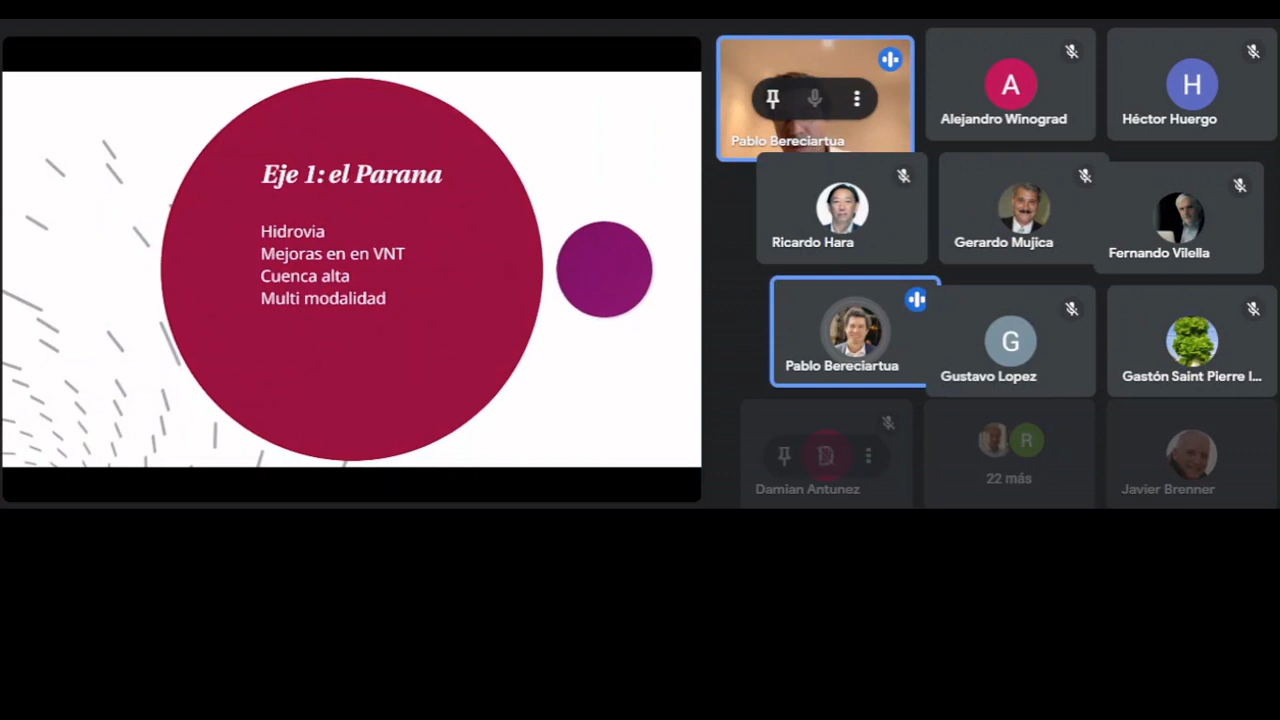 Eje 1: el Parana
Hidrovia
Mejoras en en VNT
Cuenca alta
Multi modalidad
Pablo Bereciartua
A
Alejandro Winograd
H
Héctor Huergo
Ricardo Hara
Gerardo Mujica
Fernando Vilella
Pablo Bereciartua
G
Gustavo Lopez
Gastón Saint Pierre I...
D
Damian Antunez
R
22 más
Javier Brenner